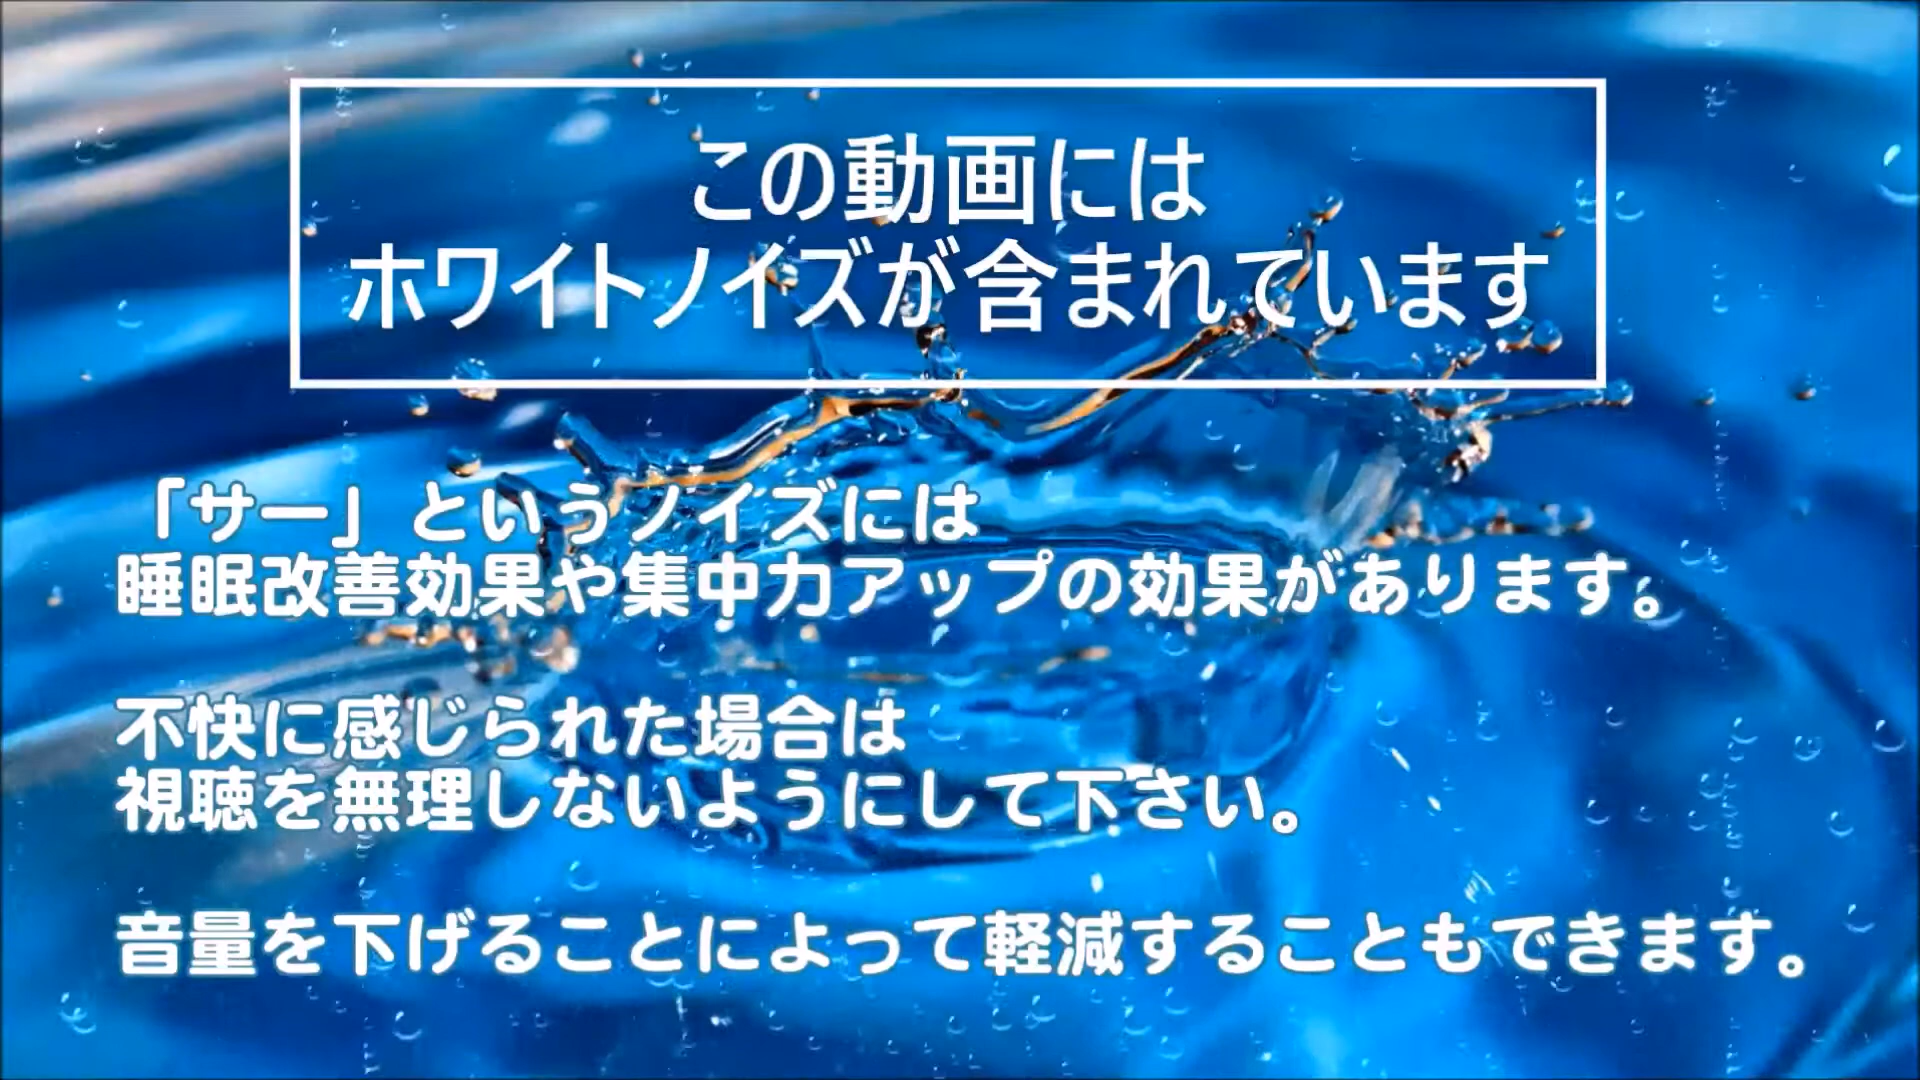 この動画には
ホワイトノイズが含まれています
「サー」というノイズには
睡眠改善効果や集中力アップの効果があります。
不快に感じられた場合は
視聴を無理しないようにして下さい。
音量を下げることによって軽減することもできます。